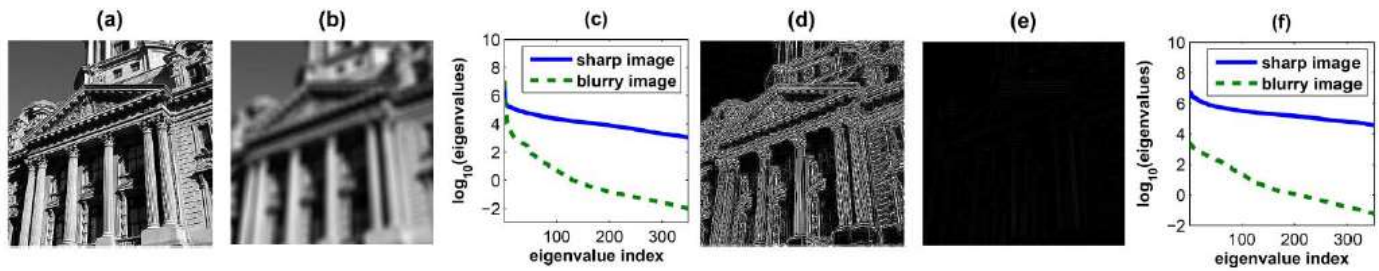 (a)
(b)
(c)
10
8
6
4
2
0
−2
log10(eigenvalues)
sharp image
blurry image
100 200 300
eigenvalue index
(d)
(e)
(f)
10
8
6
4
2
0
−2
log10(eigenvalues)
sharp image
blurry image
100 200 300
eigenvalue index